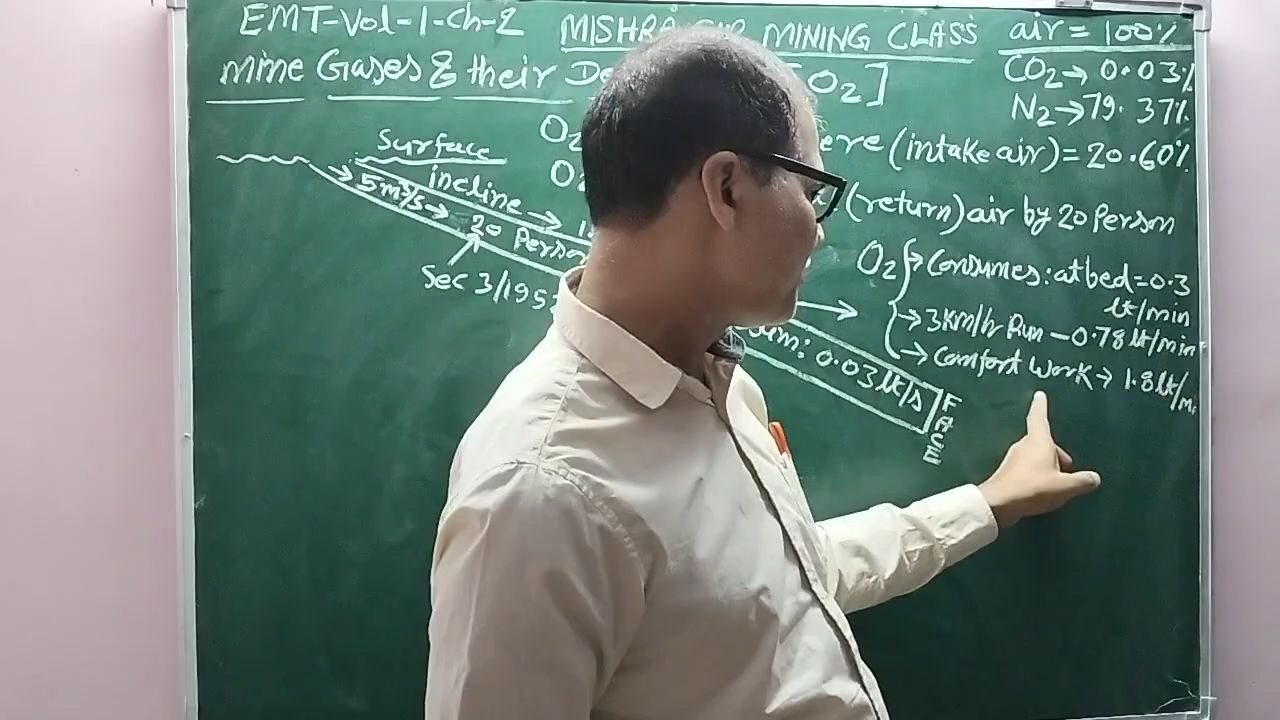 EMT-Vol-1-Ch-2
MISHRA SIR MINING CLASS
air = 100%
CO2 → 0.03%
N2 → 79.37%
Mine Gases & their
O2]
O2
ere (intake air) = 20.60%
O2
(return) air by 20 Person
Surface
incline →
→ 5m³/s →
20 Person
Sec 3/195
O2 → Consumes: at bed = 0.3
lt/min
→ 3Km/hr Run - 0.78 lt/min
→ Comfort Work → 1.8 lt/m
0.03 lt/s
FACE